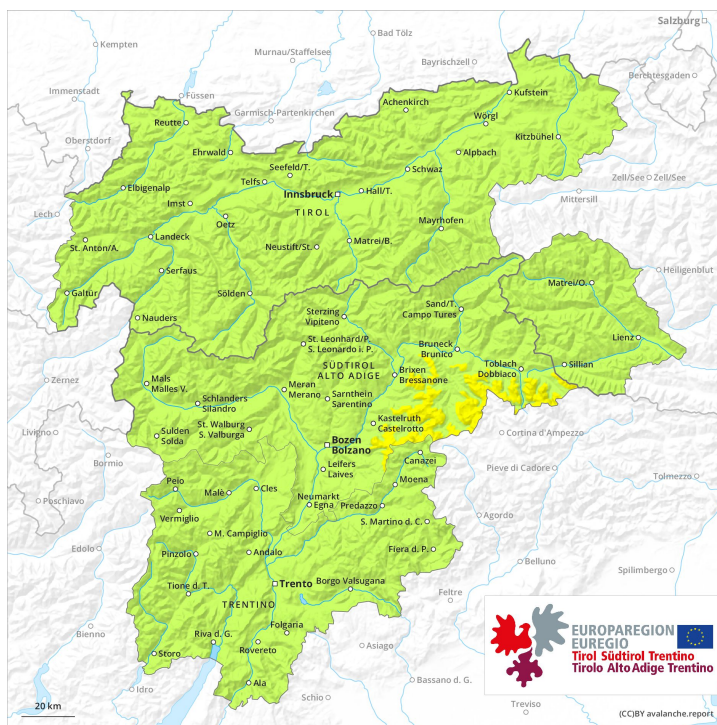 Salzburg
Kempten
Bad Tölz
Murnau/Staffelsee
Bayrischzell
Berchtesgaden
Immenstadt
Füssen
Kufstein
Achenkirch
Garmisch-Partenkirchen
Wörgl
Reutte
Oberstdorf
Ehrwald
Kitzbühel
Alpbach
Seefeld/T.
Schwaz
Telfs
Zell/See
Zell/See
Elbigenalp
Innsbruck
Hall/T.
Mittersill
Imst
TIROL
Lech
Oetz
Mayrhofen
Landeck
Neustift/St.
Matrei/B.
St. Anton/A.
Serfaus
Heiligenblut
Matrei/O.
Galtür
Sölden
Nauders
Sand/T.
Campo Tures
Sterzing
Vipiteno
Lienz
St. Leonhard/P.
S. Leonardo i. P.
Bruneck
Brunico
Toblach
Dobbiaco
Sillian
SÜDTIROL
ALTO ADIGE
Brixen
Bressanone
Zernez
Mals
Malles V.
Meran
Merano
Schlanders
Silandro
Sarnthein
Sarentino
Kastelruth
Castelrotto
St. Walburg
S. Valburga
Livigno
Sulden
Solda
Cortina d'Ampezzo
Bozen
Bolzano
Canazei
Bormio
Pieve di Cadore
Leifers
Laives
Tolmezzo
Peio
Malè
Cles
Moena
Poschiavo
Neumarkt
Egna
Predazzo
Vermiglio
Agordo
S. Martino d. C.
M. Campiglio
Edolo
Pinzolo
Andalo
Fiera d. P.
Belluno
Tione d. T.
Trento
Borgo Valsugana
Spilimbergo
Feltre
TRENTINO
Folgaria
Bienno
Riva d. G.
Rovereto
Asiago
Storo
Bassano d. G.
Ala
Idro
Schio
Treviso
20 km
EUROPAREGION
EUREGIO
Tirol Südtirol Trentino
Tirolo Alto Adige Trentino
(CC)BY avalanche.report